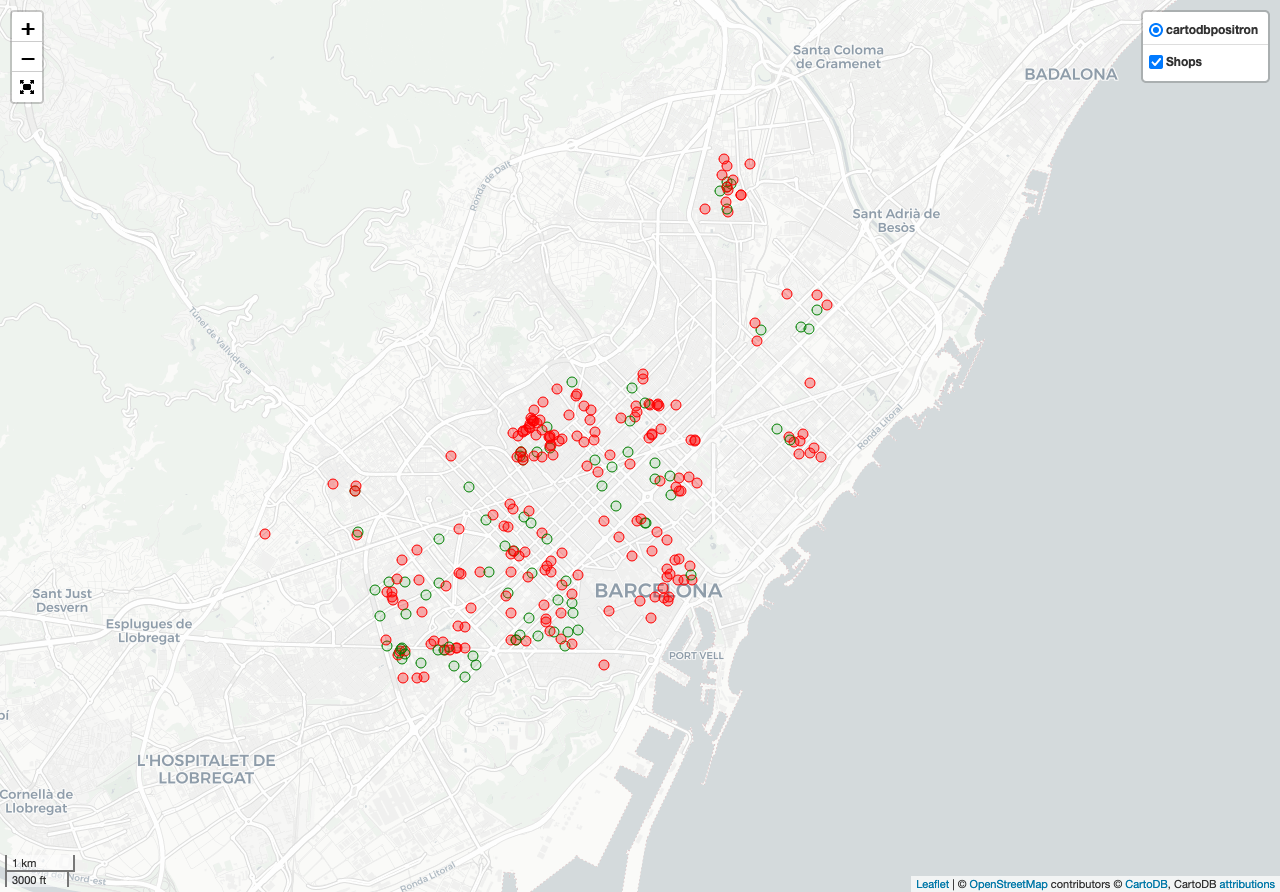 +
−
cartodbpositron
Shops
Santa Coloma
de Gramenet
BADALONA
Ronda de Dalt
Sant Adrià de
Besòs
Túnel de Vallvidrera
Ronda Litoral
Sant Just
Desvern
Esplugues de
Llobregat
BARCELONA
PORT VELL
L'HOSPITALET DE
LLOBREGAT
Cornellà de
Llobregat
Ronda Litoral
1 km
3000 ft
del Nord-est
Leaflet | © OpenStreetMap contributors © CartoDB, CartoDB attributions